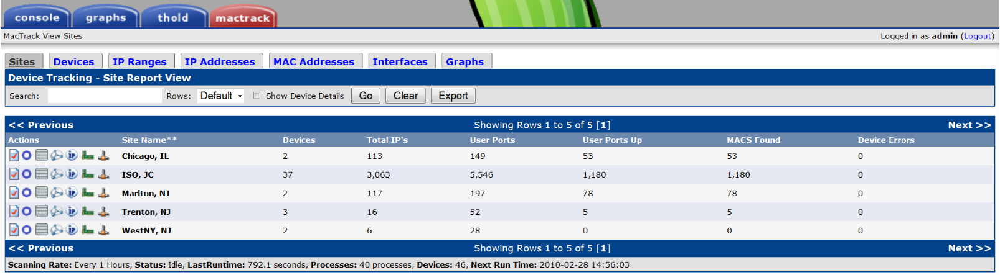 console graphs thold mactrack
MacTrack View Sites Logged in as admin (Logout)
Sites Devices IP Ranges IP Addresses MAC Addresses Interfaces Graphs
Device Tracking - Site Report View
Search: Rows: Default Show Device Details Go Clear Export
<< Previous Showing Rows 1 to 5 of 5 [1] Next >>
Actions Site Name** Devices Total IP's User Ports User Ports Up MACS Found Device Errors
IP Chicago, IL 2 113 149 53 53 0
IP ISO, JC 37 3,063 5,546 1,180 1,180 0
IP Marlton, NJ 2 117 197 78 78 0
IP Trenton, NJ 3 16 52 5 5 0
IP WestNY, NJ 2 6 28 0 0 0
<< Previous Showing Rows 1 to 5 of 5 [1] Next >>
Scanning Rate: Every 1 Hours, Status: Idle, LastRuntime: 792.1 seconds, Processes: 40 processes, Devices: 46, Next Run Time: 2010-02-28 14:56:03